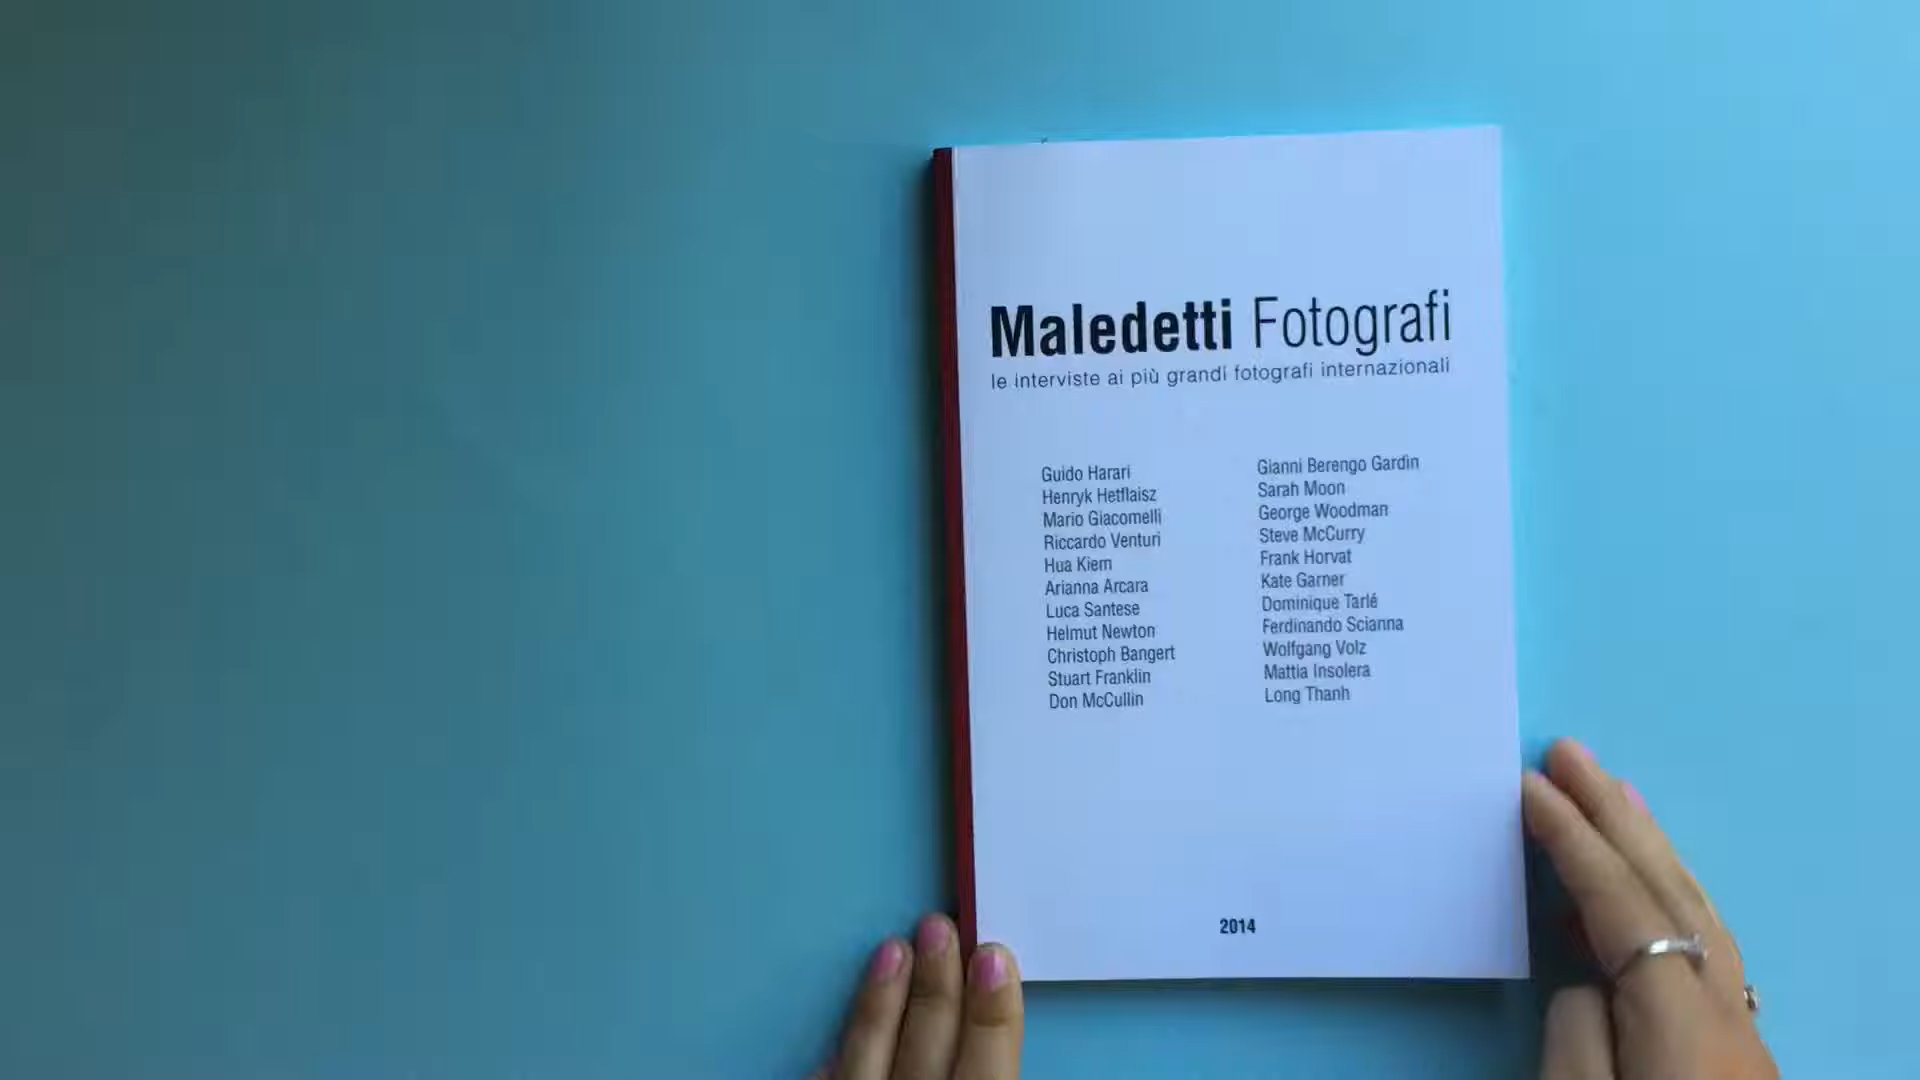 Maledetti Fotografi
le interviste ai più grandi fotografi internazionali
Guido Harari
Henryk Hetflaisz
Mario Giacomelli
Riccardo Venturi
Hua Kiem
Arianna Arcara
Luca Santese
Helmut Newton
Christoph Bangert
Stuart Franklin
Don McCullin
Gianni Berengo Gardin
Sarah Moon
George Woodman
Steve McCurry
Frank Horvat
Kate Garner
Dominique Tarlé
Ferdinando Scianna
Wolfgang Volz
Mattia Insolera
Long Thanh
2014